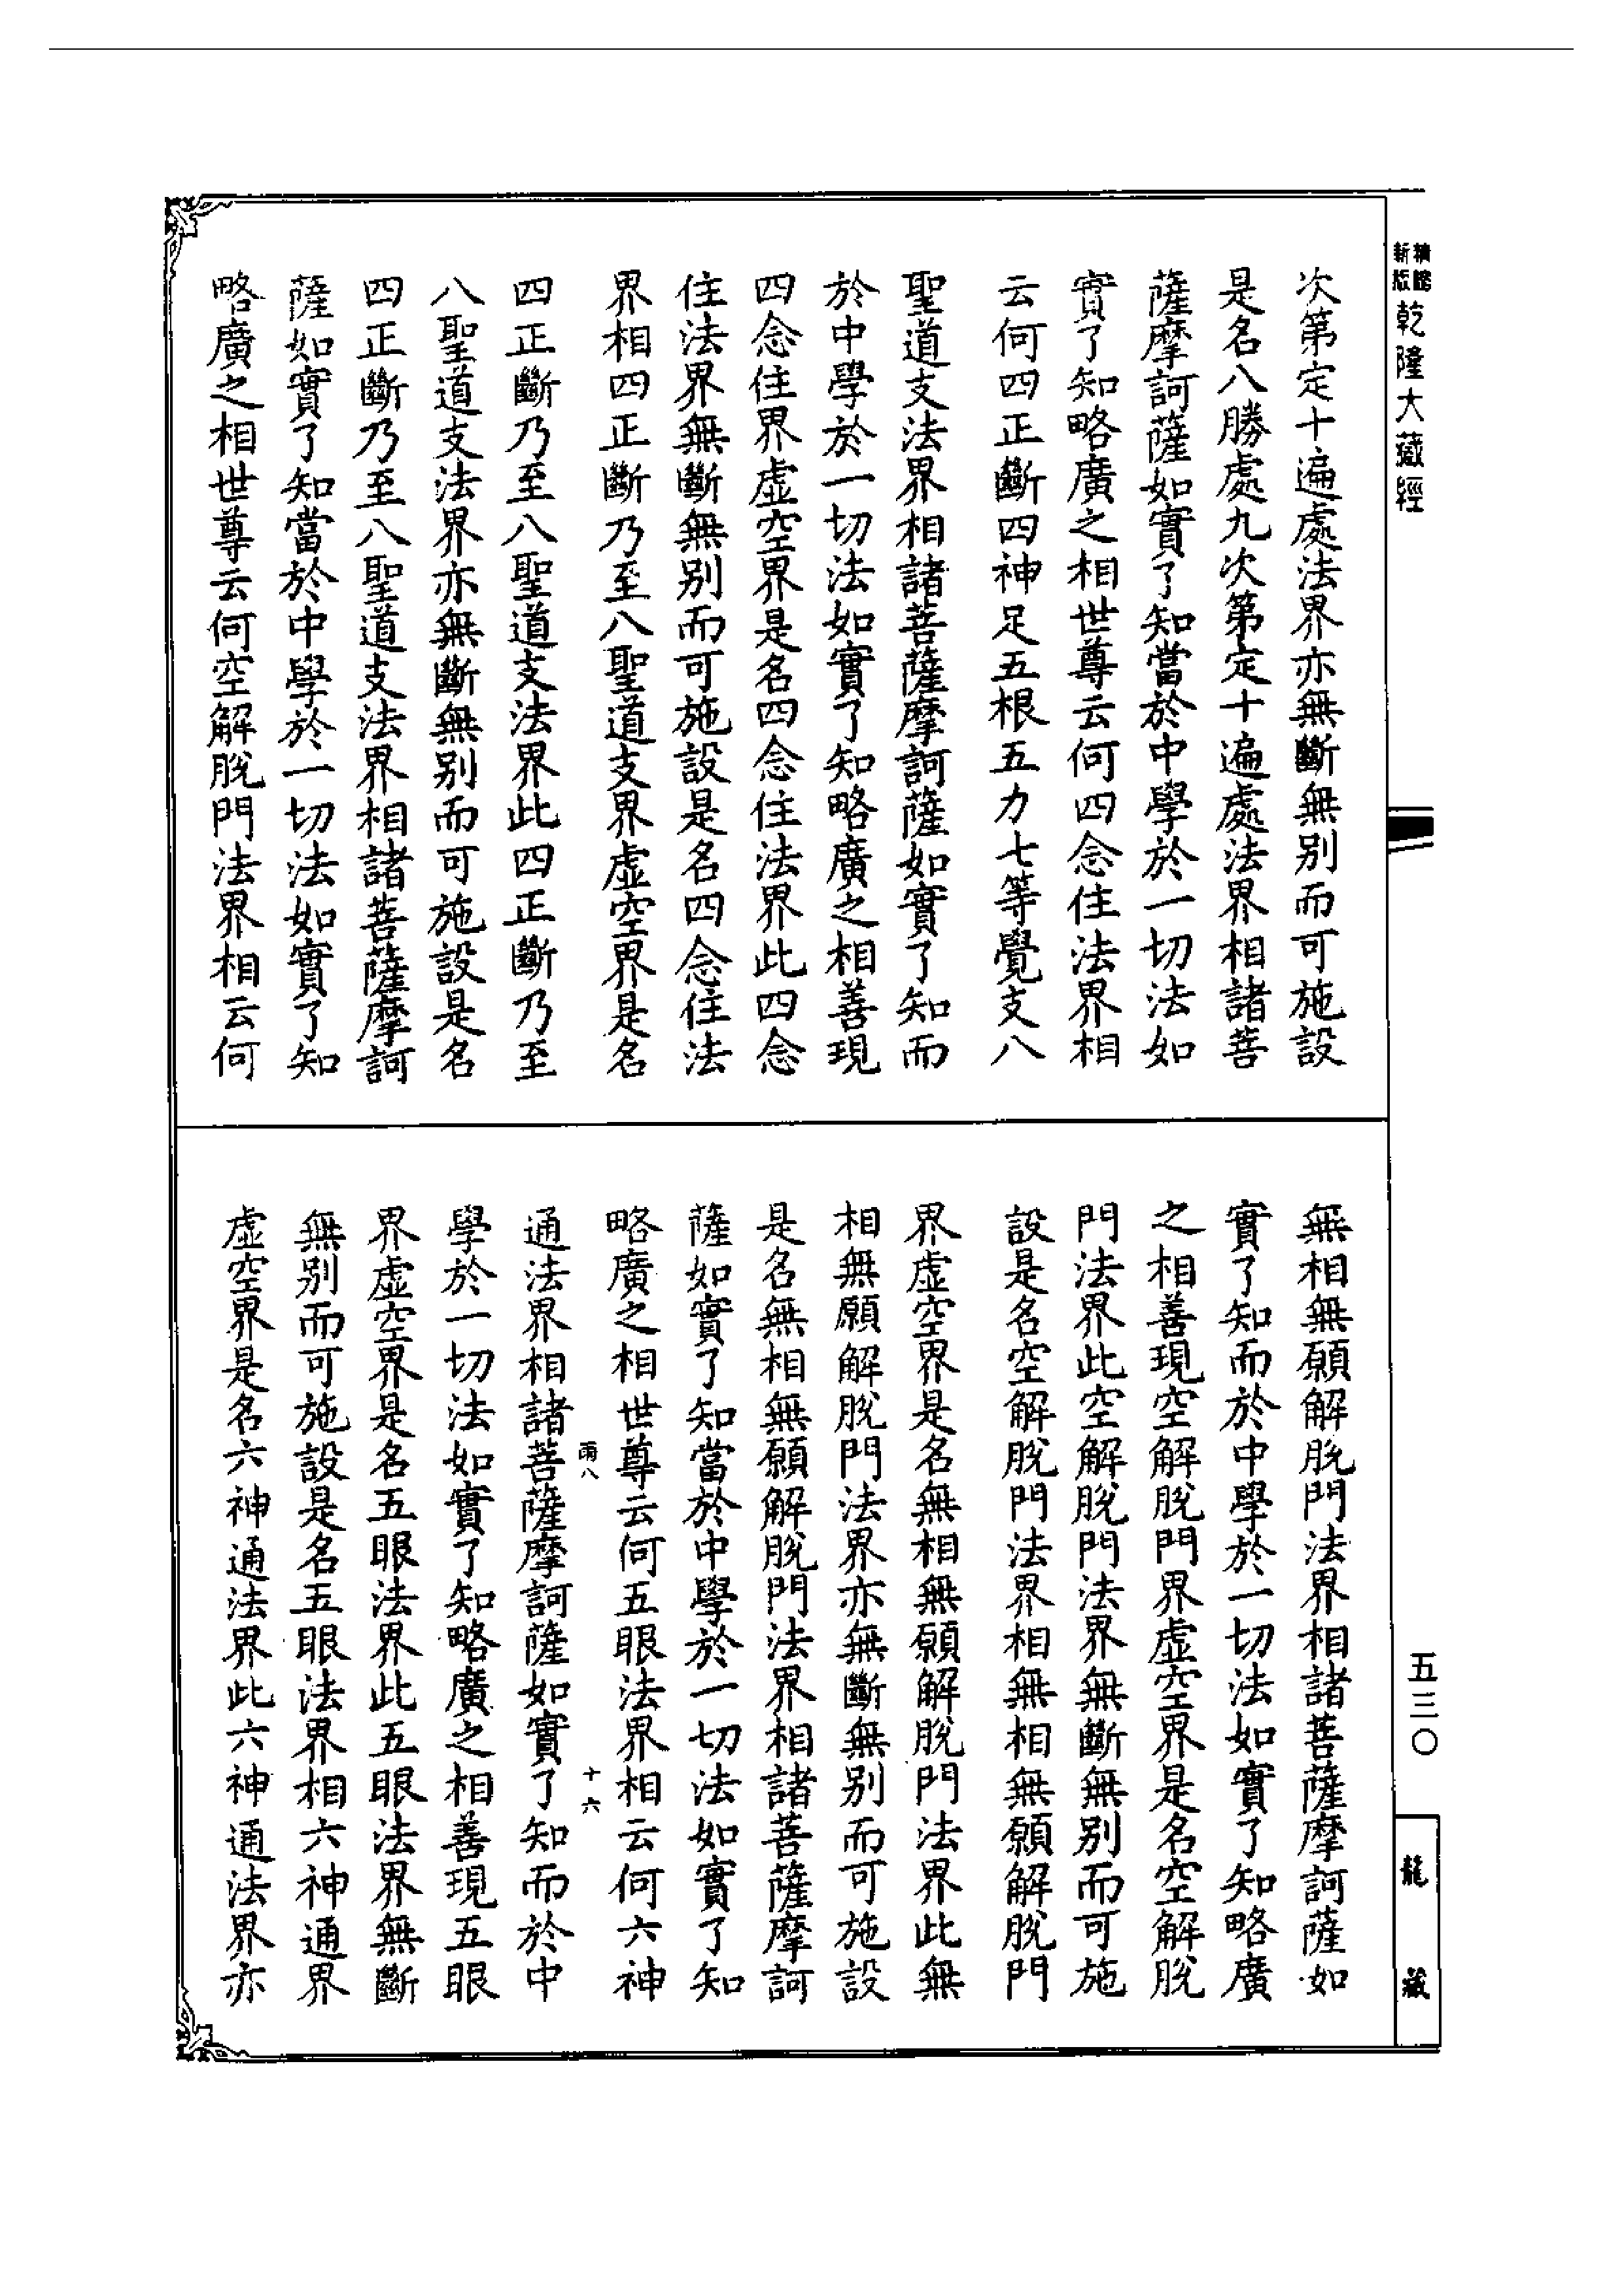 乾隆大藏經
次第定十遍處法界亦無斷無別而可施設
是名八勝處九次第定十遍處法界相諸菩
薩摩訶薩如實了知當於中學於一切法如
實了知略廣之相世尊云何四念住法界相
云何四正斷四神足五根五力七等覺支八
聖道支法界相諸菩薩摩訶薩如實了知而
於中學於一切法如實了知略廣之相善現
四念住界虛空界是名四念住法界此四念
住法界無斷無別而可施設是名四念住法
界相四正斷乃至八聖道支界虛空界是名
四正斷乃至八聖道支法界此四正斷乃至
八聖道支法界亦無斷無別而可施設是名
四正斷乃至八聖道支法界相諸菩薩摩訶
薩如實了知當於中學於一切法如實了知
略廣之相世尊云何空解脫門法界相云何
無相無願解脫門法界相諸菩薩摩訶薩如
實了知而於中學於一切法如實了知略廣
之相善現空解脫門界虛空界是名空解脫
門法界此空解脫門法界無斷無別而可施
設是名空解脫門法界相無相無願解脫門
界虛空界是名無相無願解脫門法界此無
相無願解脫門法界亦無斷無別而可施設
是名無相無願解脫門法界相諸菩薩摩訶
薩如實了知當於中學於一切法如實了知
略廣之相世尊云何五眼法界相云何六神
雨八 十六
通法界相諸菩薩摩訶薩如實了知而於中
學於一切法如實了知略廣之相善現五眼
界虛空界是名五眼法界此五眼法界無斷
無別而可施設是名五眼法界相六神通界
虛空界是名六神通法界此六神通法界亦
五三〇
龍藏